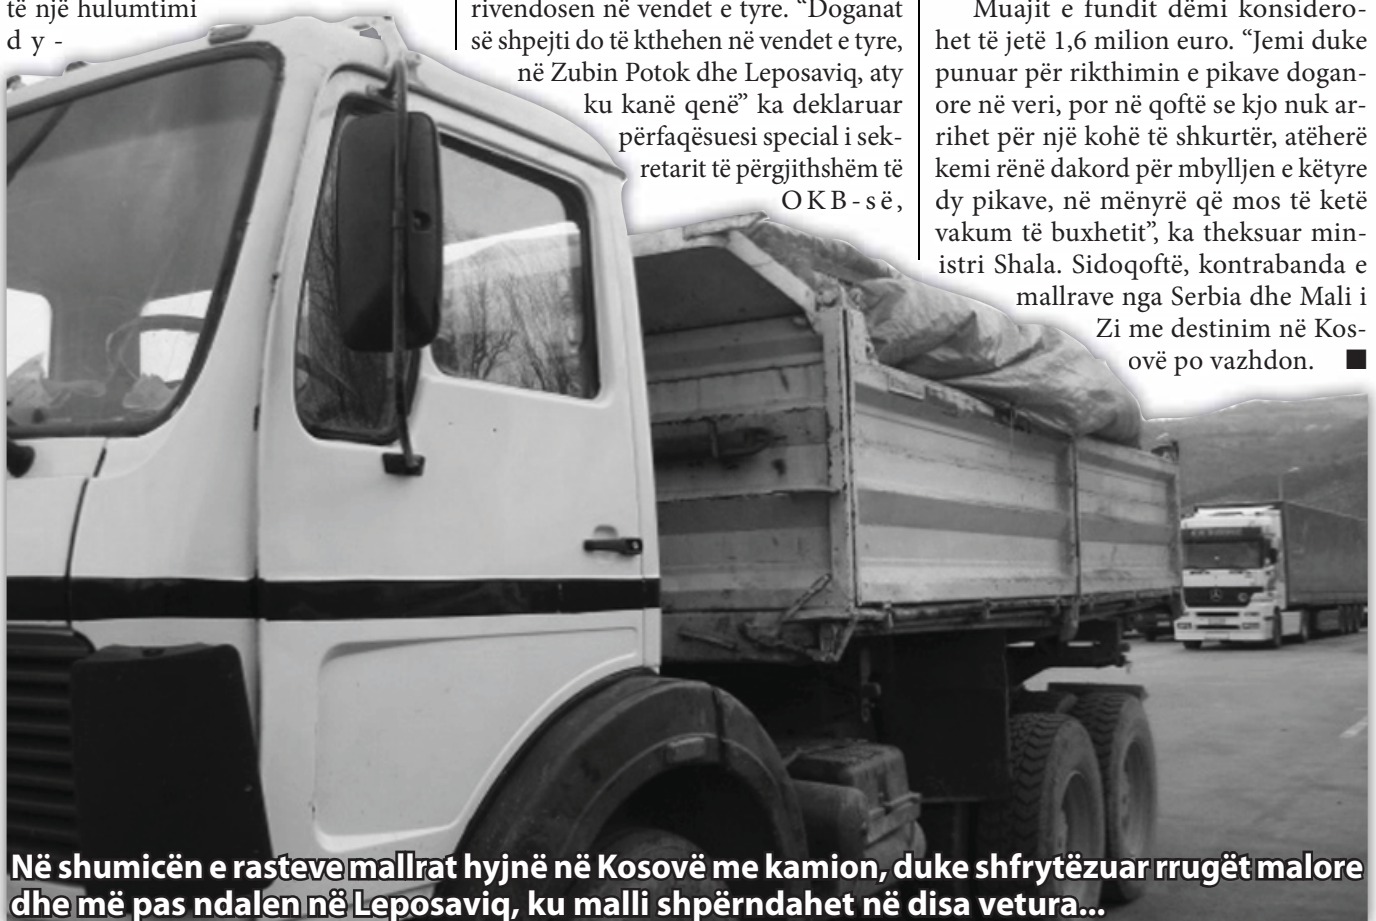 të një hulumtimi
dy-
rivendosen në vendet e tyre. “Doganat
së shpejti do të kthehen në vendet e tyre,
në Zubin Potok dhe Leposaviq, aty
ku kanë qenë” ka deklaruar
përfaqësuesi special i sek-
retarit të përgjithshëm të
OKB-së,
Muajit e fundit dëmi konsidero-
het të jetë 1,6 milion euro. “Jemi duke
punuar për rikthimin e pikave dogan-
ore në veri, por në qoftë se kjo nuk ar-
rihet për një kohë të shkurtër, atëherë
kemi rënë dakord për mbylljen e këtyre
dy pikave, në mënyrë që mos të ketë
vakum të buxhetit”, ka theksuar min-
istri Shala. Sidoqoftë, kontrabanda e
mallrave nga Serbia dhe Mali i
Zi me destinim në Kos-
ovë po vazhdon. ■
Në shumicën e rasteve mallrat hyjnë në Kosovë me kamion, duke shfrytëzuar rrugët malore
dhe më pas ndalen në Leposaviq, ku malli shpërndahet në disa vetura...